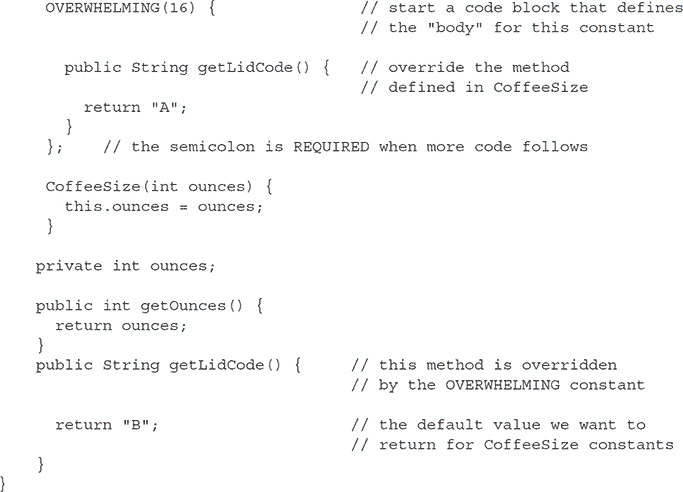 OVERWHELMING(16) { // start a code block that defines
// the "body" for this constant
public String getLidCode() { // override the method
// defined in CoffeeSize
return "A";
}
}; // the semicolon is REQUIRED when more code follows
CoffeeSize(int ounces) {
this.ounces = ounces;
}
private int ounces;
public int getOunces() {
return ounces;
}
public String getLidCode() { // this method is overridden
// by the OVERWHELMING constant
return "B"; // the default value we want to
// return for CoffeeSize constants
}
}